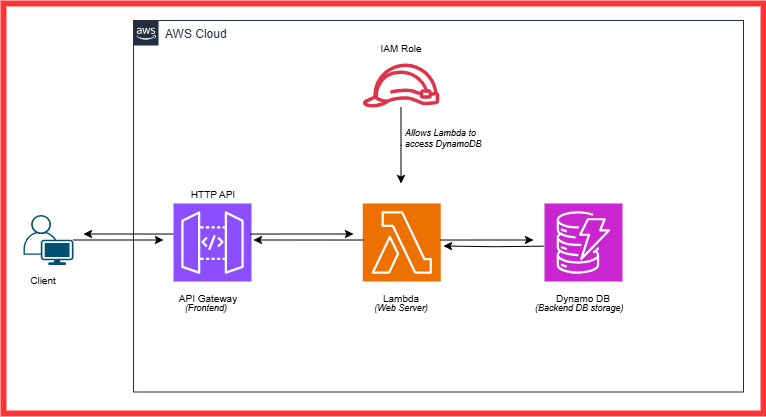 aws
AWS Cloud
IAM Role
Allows Lambda to
access DynamoDB
HTTP API
</>
Client
API Gateway
(Frontend)
Lambda
(Web Server)
Dynamo DB
(Backend DB storage)